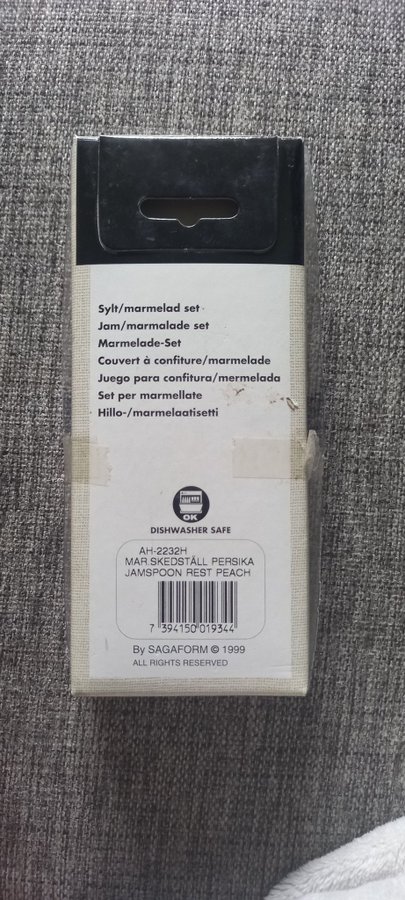 Sylt/marmelad set
Jam/marmalade set
Marmelade-Set
Couvert à confiture/marmelade
Juego para confitura/mermelada
Set per marmellate
Hillo-/marmelaatisetti
OK
DISHWASHER SAFE
AH-2232H
MAR.SKEDSTÄLL PERSIKA
JAMSPOON REST PEACH
7 394150 019344
By SAGAFORM © 1999
ALL RIGHTS RESERVED